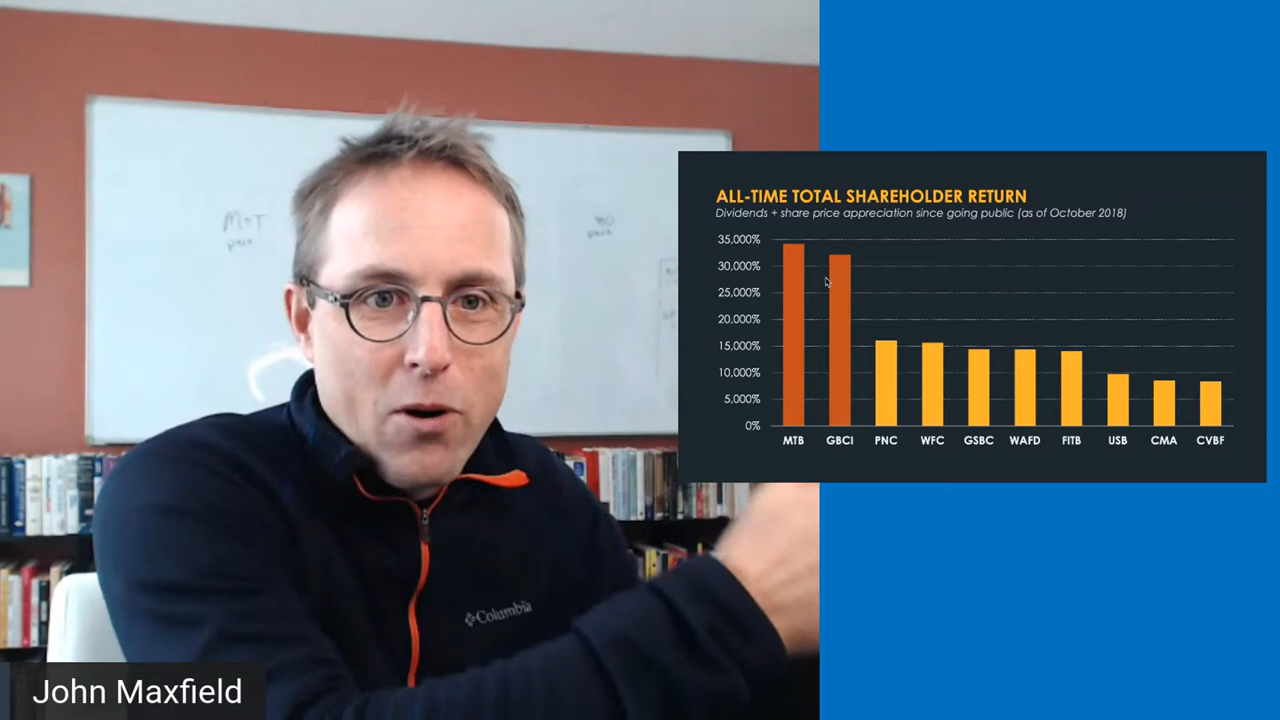 M+T
ALL-TIME TOTAL SHAREHOLDER RETURN
Dividends + share price appreciation since going public (as of October 2018)
35,000%
30,000%
25,000%
20,000%
15,000%
10,000%
5,000%
0%
MTB GBCI PNC WFC GSBC WAFD FITB USB CMA CVBF
Columbia
John Maxfield